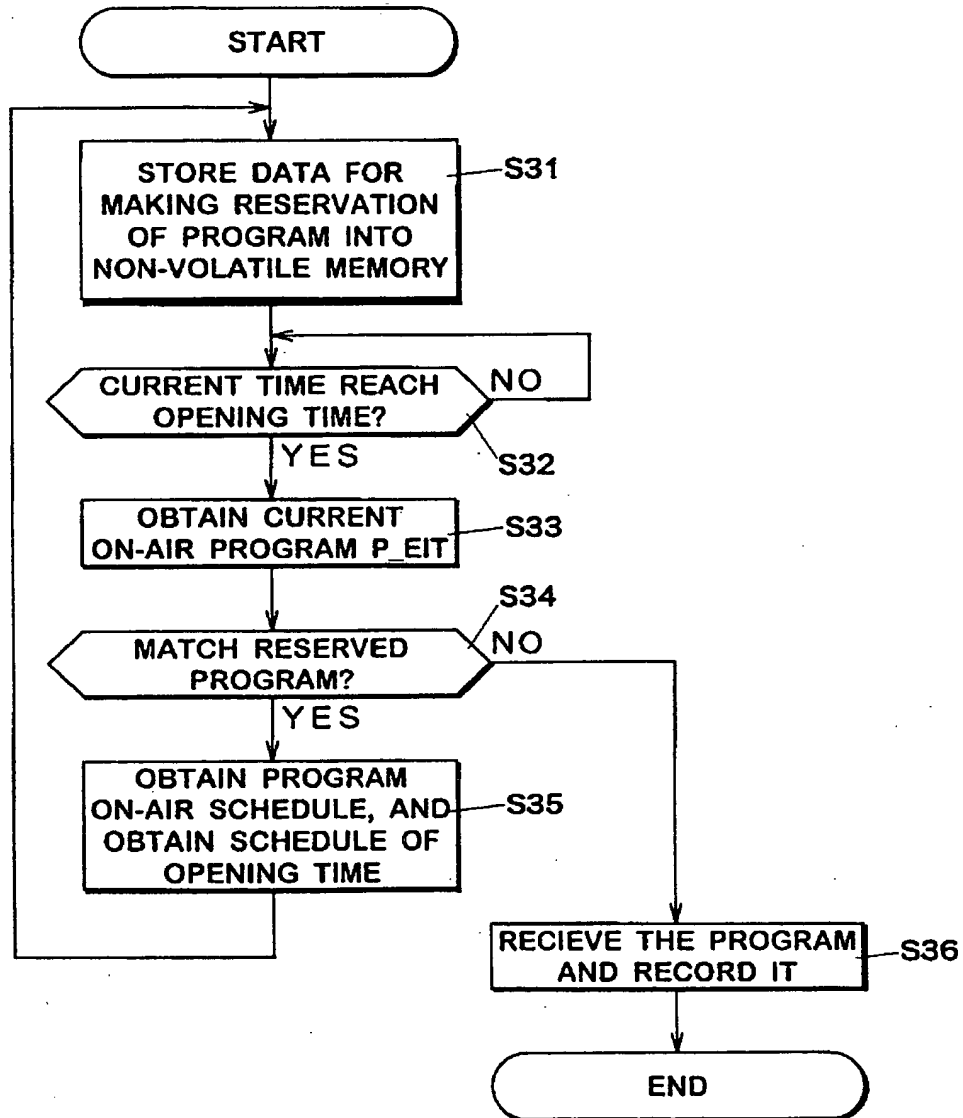 START
STORE DATA FOR
MAKING RESERVATION
OF PROGRAM INTO
NON-VOLATILE MEMORY
S31
CURRENT TIME REACH
OPENING TIME?
NO
YES
S32
OBTAIN CURRENT
ON-AIR PROGRAM P_EIT
S33
S34
MATCH RESERVED
PROGRAM?
NO
YES
OBTAIN PROGRAM
ON-AIR SCHEDULE, AND
OBTAIN SCHEDULE OF
OPENING TIME
S35
RECIEVE THE PROGRAM
AND RECORD IT
S36
END